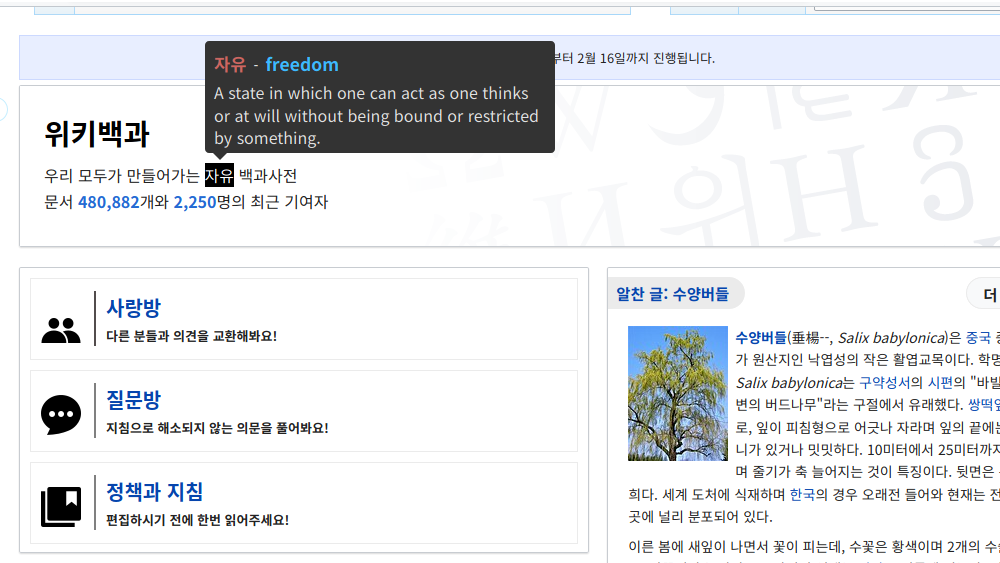 부터 2월 16일까지 진행됩니다.
자유 - freedom
A state in which one can act as one thinks
or at will without being bound or restricted
by something.
위키백과
우리 모두가 만들어가는 자유 백과사전
문서 480,882개와 2,250명의 최근 기여자
사랑방
다른 분들과 의견을 교환해봐요!
질문방
지침으로 해소되지 않는 의문을 풀어봐요!
정책과 지침
편집하시기 전에 한번 읽어주세요!
알찬 글: 수양버들
더
수양버들(垂楊--, Salix babylonica)은 중국
가 원산지인 낙엽성의 작은 활엽교목이다. 학명
Salix babylonica는 구약성서의 시편의 "바빌
변의 버드나무"라는 구절에서 유래했다. 쌍떡잎
로, 잎이 피침형으로 어긋나 자라며 잎의 끝에는
니가 있거나 밋밋하다. 10미터에서 25미터까지
며 줄기가 축 늘어지는 것이 특징이다. 뒷면은
희다. 세계 도처에 식재하며 한국의 경우 오래전 들어와 현재는 전
곳에 널리 분포되어 있다.
이른 봄에 새잎이 나면서 꽃이 피는데, 수꽃은 황색이며 2개의 수술